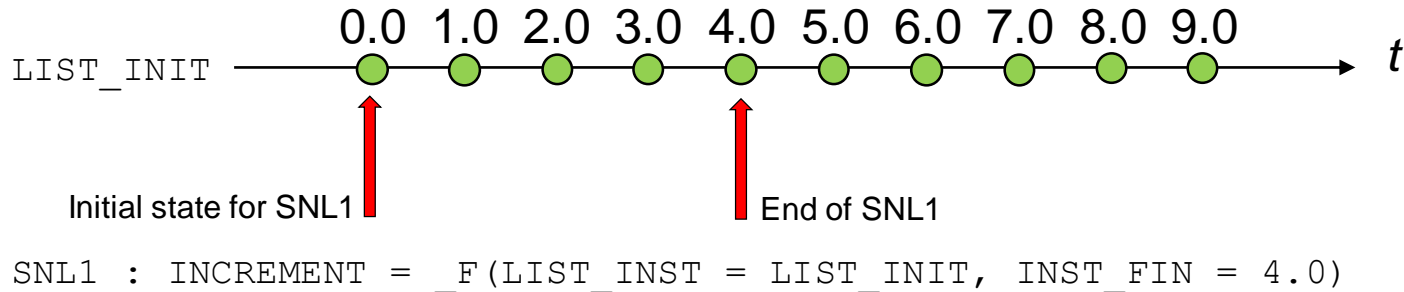 0.0 1.0 2.0 3.0 4.0 5.0 6.0 7.0 8.0 9.0
LIST_INIT t
Initial state for SNL1 End of SNL1
SNL1 : INCREMENT = _F(LIST_INST = LIST_INIT, INST_FIN = 4.0)